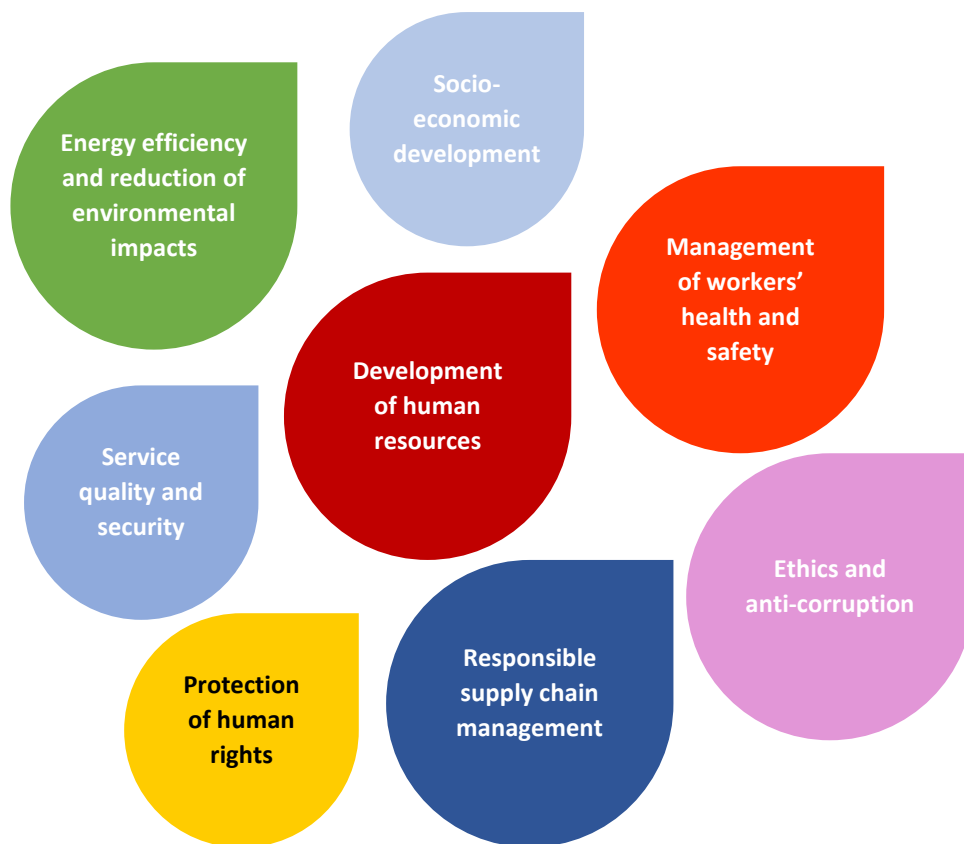 Socio-
economic
development
Energy efficiency
and reduction of
environmental
impacts
Management
of workers’
health and
safety
Development
of human
resources
Service
quality and
security
Ethics and
anti-corruption
Responsible
supply chain
management
Protection
of human
rights